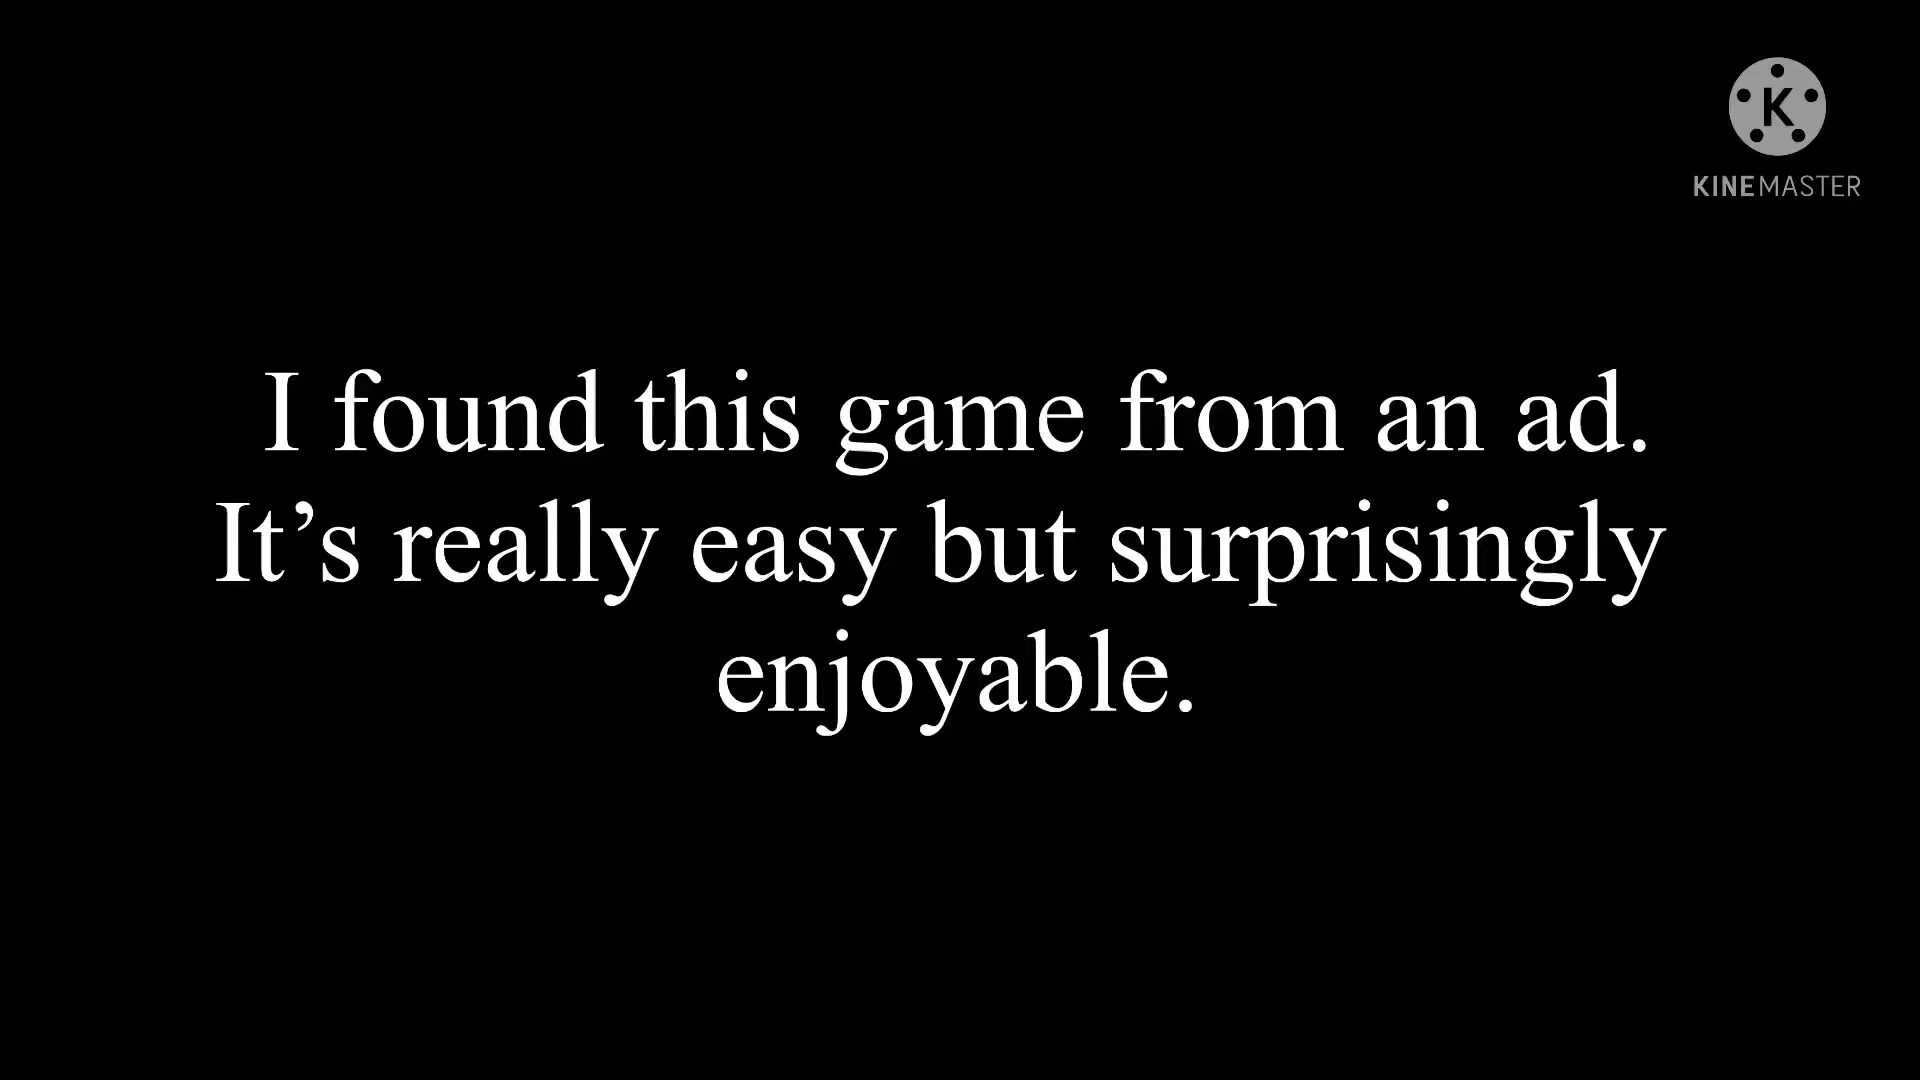 K
KINEMASTER
I found this game from an ad.
It’s really easy but surprisingly
enjoyable.